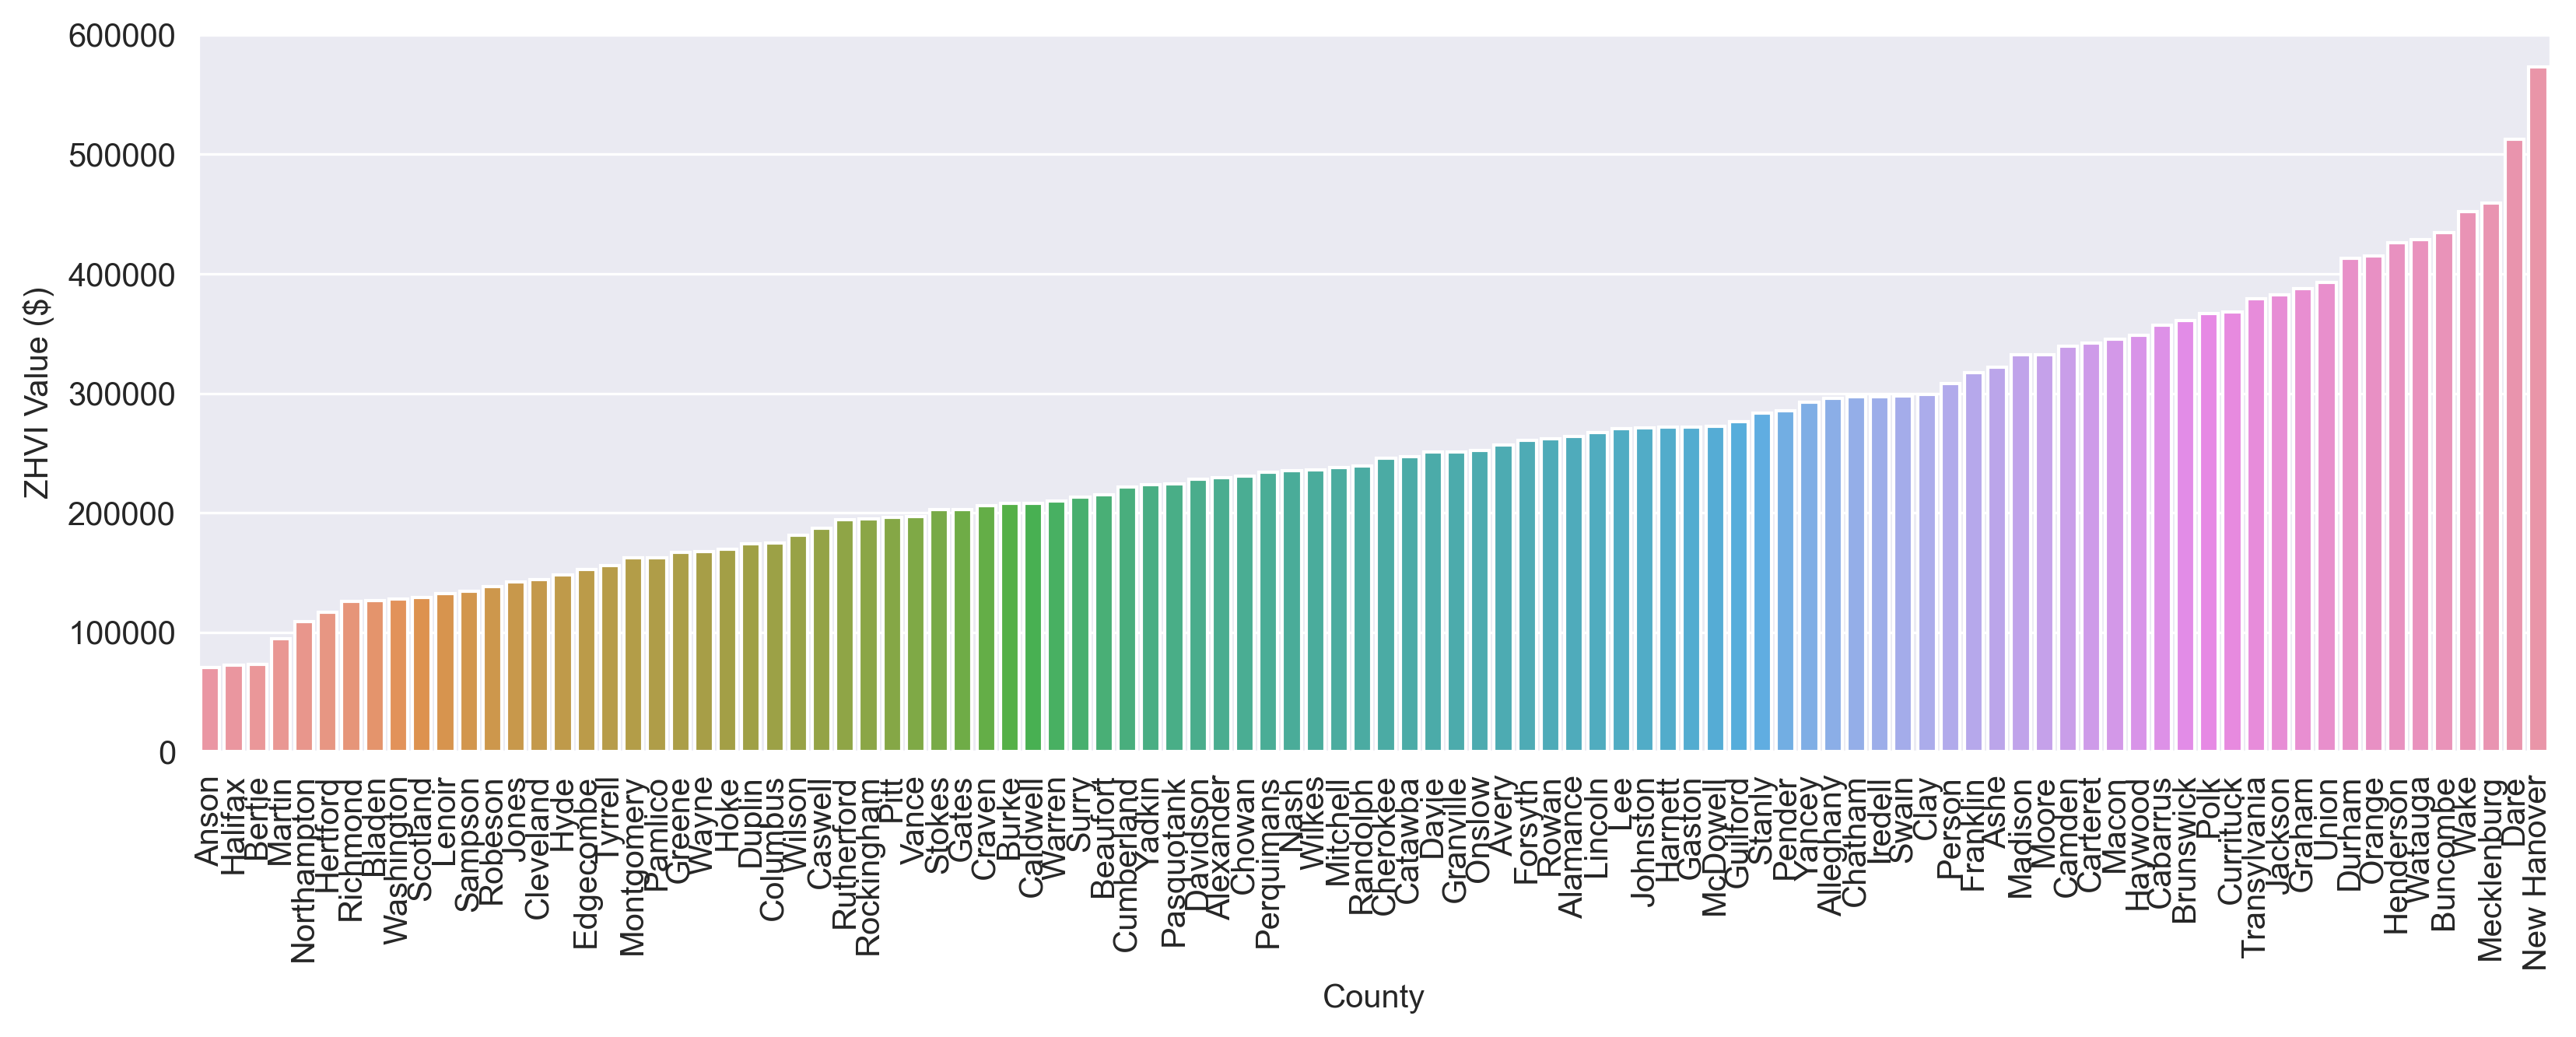 600000
500000
400000
300000
200000
100000
0
ZHVI Value ($)
Anson
Halifax
Bertie
Martin
Northampton
Hertford
Richmond
Bladen
Washington
Scotland
Lenoir
Sampson
Robeson
Jones
Cleveland
Hyde
Edgecombe
Tyrrell
Montgomery
Pamlico
Greene
Wayne
Hoke
Duplin
Columbus
Wilson
Caswell
Rutherford
Rockingham
Pitt
Vance
Stokes
Gates
Craven
Burke
Caldwell
Warren
Surry
Beaufort
Cumberland
Yadkin
Pasquotank
Davidson
Alexander
Chowan
Perquimans
Nash
Wilkes
Mitchell
Randolph
Cherokee
Catawba
Davie
Granville
Onslow
Avery
Forsyth
Rowan
Alamance
Lincoln
Lee
Johnston
Harnett
Gaston
McDowell
Guilford
Stanly
Pender
Yancey
Alleghany
Chatham
Iredell
Swain
Clay
Person
Franklin
Ashe
Madison
Moore
Camden
Carteret
Macon
Haywood
Cabarrus
Brunswick
Polk
Currituck
Transylvania
Jackson
Graham
Union
Durham
Orange
Henderson
Watauga
Buncombe
Wake
Mecklenburg
Dare
New Hanover
County